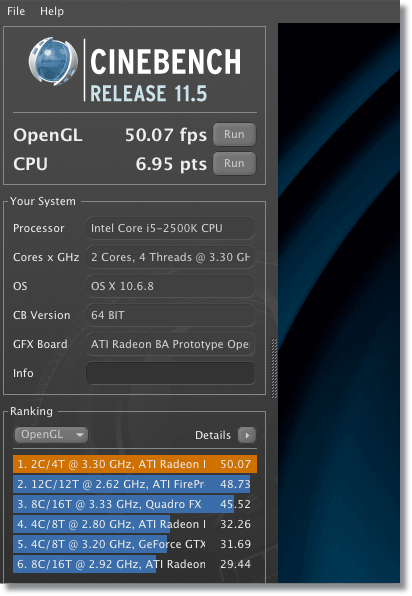 File Help
CINEBENCH
RELEASE 11.5
OpenGL 50.07 fps Run
CPU 6.95 pts Run
Your System
Processor Intel Core i5-2500K CPU
Cores x GHz 2 Cores, 4 Threads @ 3.30 GH
OS OS X 10.6.8
CB Version 64 BIT
GFX Board ATI Radeon BA Prototype Ope
Info
Ranking
OpenGL Details
1. 2C/4T @ 3.30 GHz, ATI Radeon 50.07
2. 12C/12T @ 2.62 GHz, ATI FirePr 48.73
3. 8C/16T @ 3.33 GHz, Quadro FX 45.52
4. 4C/8T @ 2.80 GHz, ATI Radeon 32.26
5. 4C/8T @ 3.20 GHz, GeForce GTX 31.69
6. 8C/16T @ 2.92 GHz, ATI Radeon 29.44